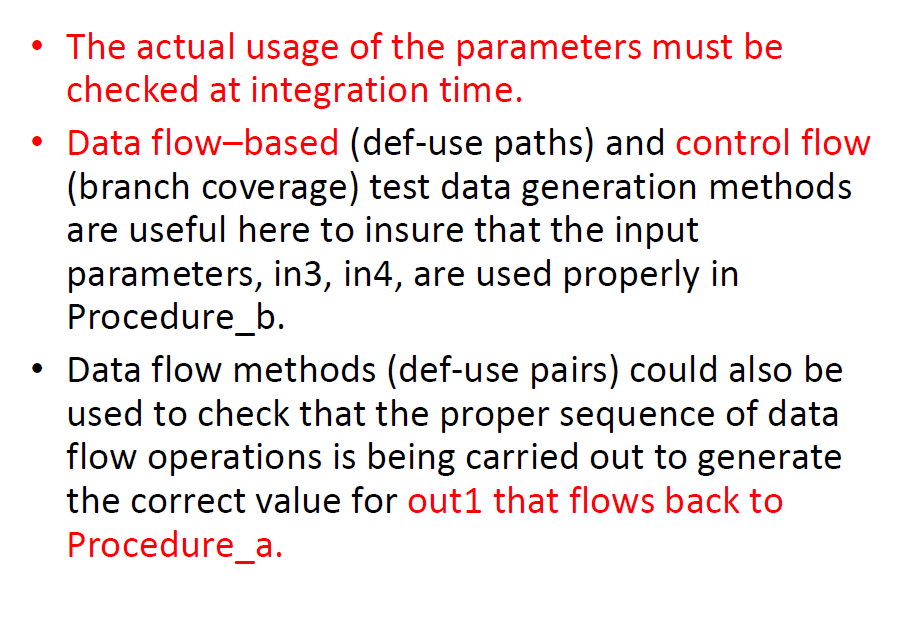 • The actual usage of the parameters must be
checked at integration time.
• Data flow–based (def-use paths) and control flow
(branch coverage) test data generation methods
are useful here to insure that the input
parameters, in3, in4, are used properly in
Procedure_b.
• Data flow methods (def-use pairs) could also be
used to check that the proper sequence of data
flow operations is being carried out to generate
the correct value for out1 that flows back to
Procedure_a.